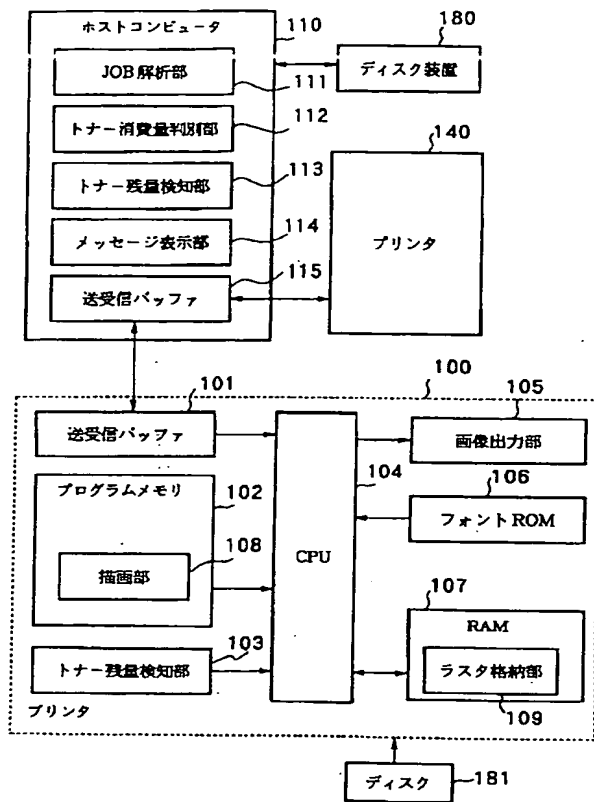 ホストコンピュータ
110
JOB解析部
111
トナー消費量判別部
112
トナー残量検知部
113
メッセージ表示部
114
送受信バッファ
115
180
ディスク装置
140
プリンタ
100
101
送受信バッファ
プログラムメモリ
102
108
描画部
トナー残量検知部
103
プリンタ
CPU
104
105
画像出力部
106
フォントROM
107
RAM
ラスタ格納部
109
ディスク
181